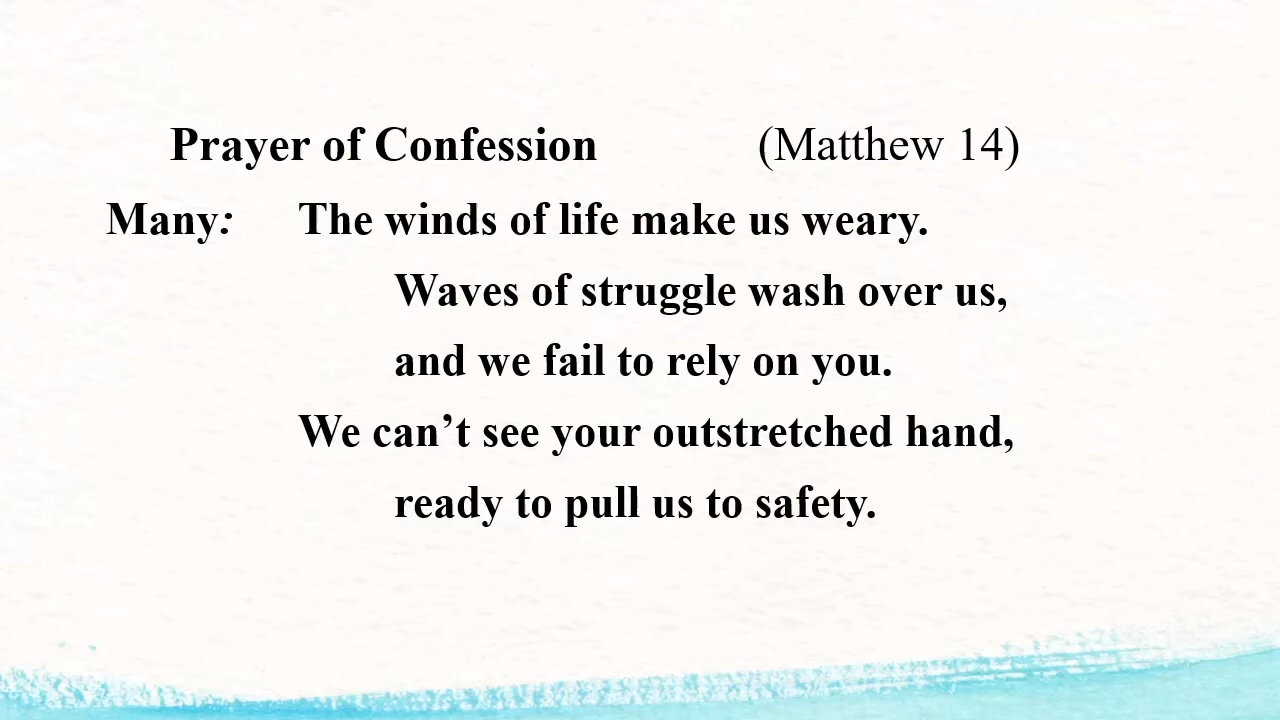 Prayer of Confession (Matthew 14)
Many: The winds of life make us weary.
Waves of struggle wash over us,
and we fail to rely on you.
We can’t see your outstretched hand,
ready to pull us to safety.